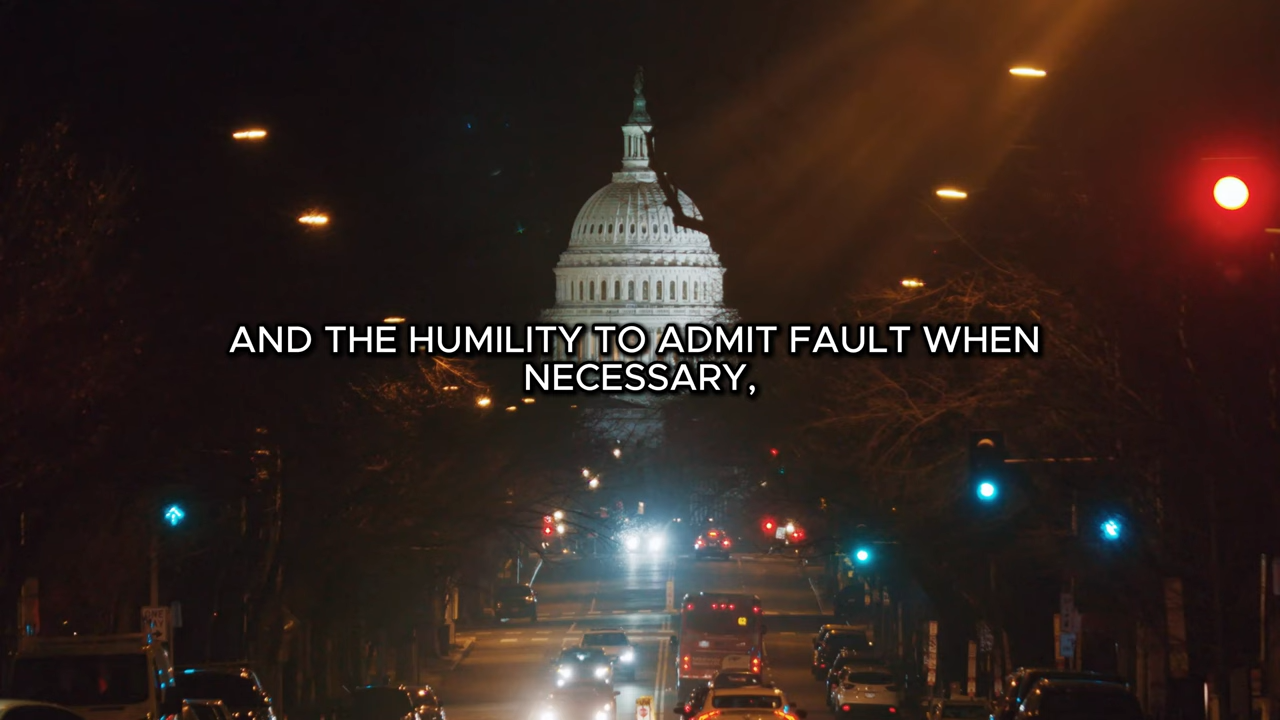 AND THE HUMILITY TO ADMIT FAULT WHEN
NECESSARY,